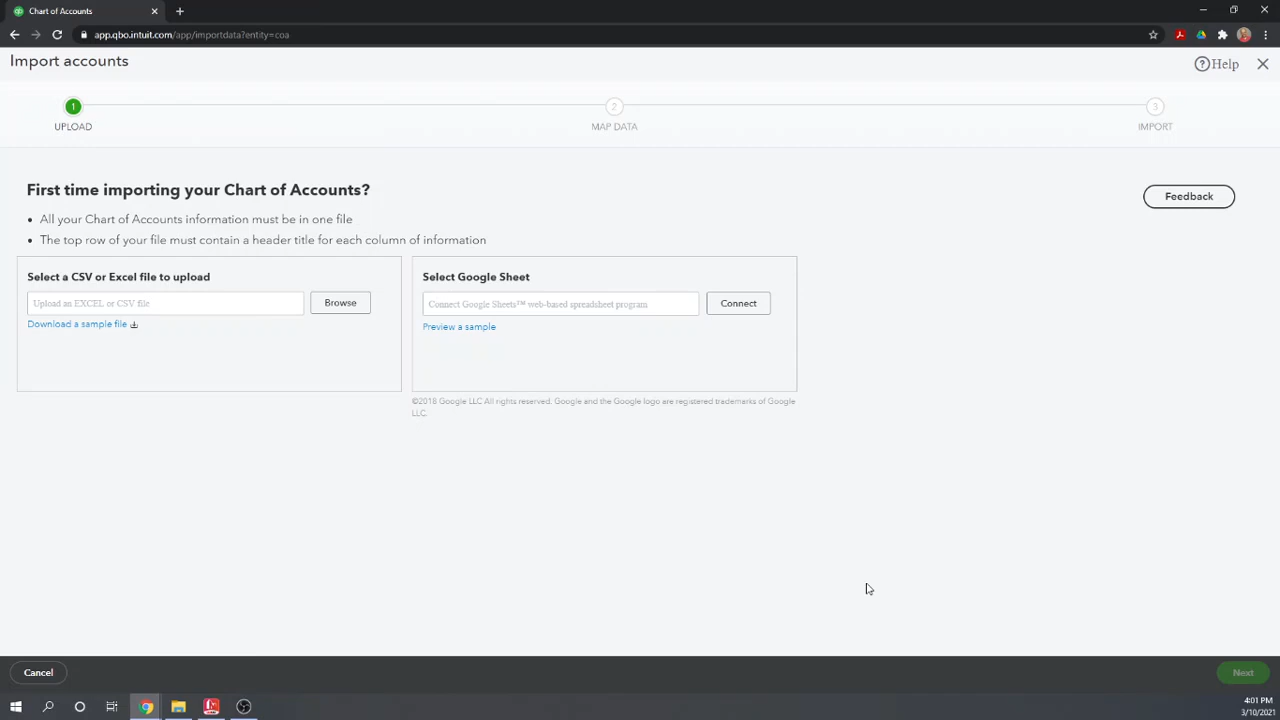 Chart of Accounts
app.qbo.intuit.com/app/importdata?entity=coa
Import accounts
Help
1
2
3
UPLOAD
MAP DATA
IMPORT
First time importing your Chart of Accounts?
Feedback
All your Chart of Accounts information must be in one file
The top row of your file must contain a header title for each column of information
Select a CSV or Excel file to upload
Upload an EXCEL or CSV file
Browse
Download a sample file
Select Google Sheet
Connect Google Sheets™ web-based spreadsheet program
Connect
Preview a sample
©2018 Google LLC All rights reserved. Google and the Google logo are registered trademarks of Google
LLC.
Cancel
Next
4:01 PM
3/10/2021